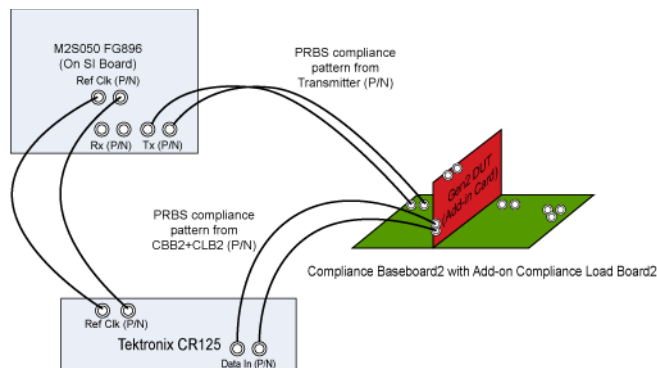 M2S050 FG896
(On SI Board)
Ref Clk (P/N)
Rx (P/N)
Tx (P/N)
PRBS compliance
pattern from
Transmitter (P/N)
Gen2 DUT
(Add-in Card)
PRBS compliance
pattern from
CBB2+CLB2 (P/N)
Compliance Baseboard2 with Add-on Compliance Load Board2
Ref Clk (P/N)
Tektronix CR125
Data In (P/N)